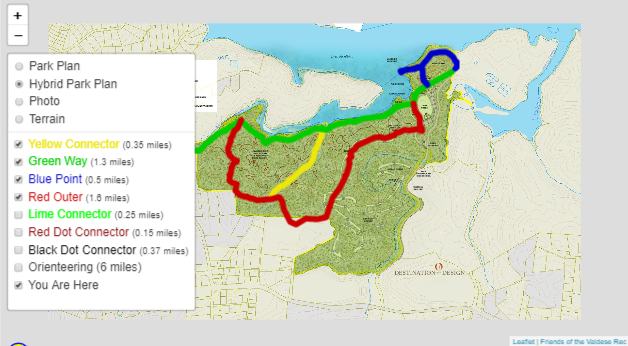 +
−
Park Plan
Hybrid Park Plan
Photo
Terrain
Yellow Connector (0.35 miles)
Green Way (1.3 miles)
Blue Point (0.5 miles)
Red Outer (1.6 miles)
Lime Connector (0.25 miles)
Red Dot Connector (0.15 miles)
Black Dot Connector (0.37 miles)
Orienteering (6 miles)
You Are Here
DESTINATION by DESIGN
Leaflet | Friends of the Valdese Rec